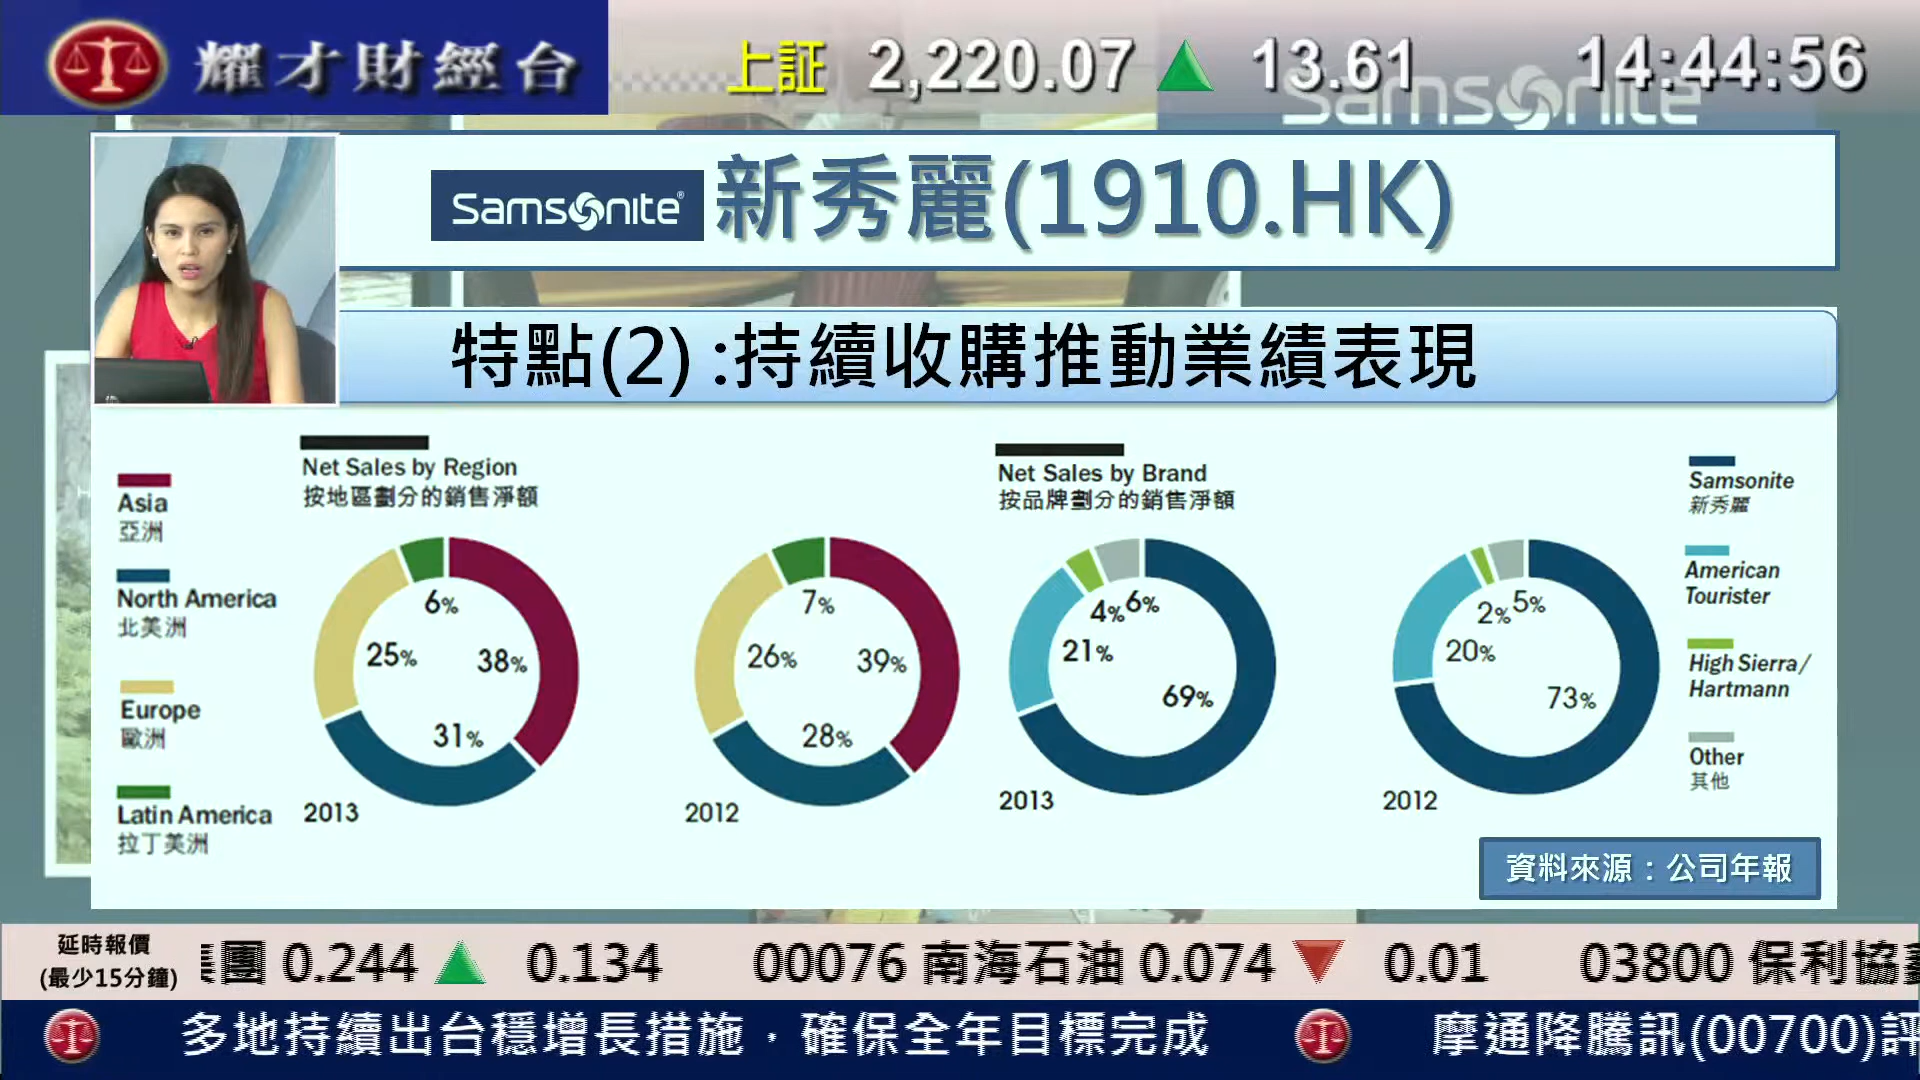 耀才財經台
上証 2,220.07 ▲ 13.61 14:44:56
Samsonite
Samsonite® 新秀麗(1910.HK)
特點(2) :持續收購推動業績表現
Net Sales by Region
按地區劃分的銷售淨額
Asia
亞洲
North America
北美洲
Europe
歐洲
Latin America
拉丁美洲
6%
25%
38%
31%
2013
7%
26%
39%
28%
2012
Net Sales by Brand
按品牌劃分的銷售淨額
4%
6%
21%
69%
2013
2%
5%
20%
73%
2012
Samsonite
新秀麗
American
Tourister
High Sierra/
Hartmann
Other
其他
資料來源：公司年報
延時報價
(最少15分鐘)
團 0.244 ▲ 0.134 00076 南海石油 0.074 ▼ 0.01 03800 保利協
多地持續出台穩增長措施，確保全年目標完成 摩通降騰訊(00700)評